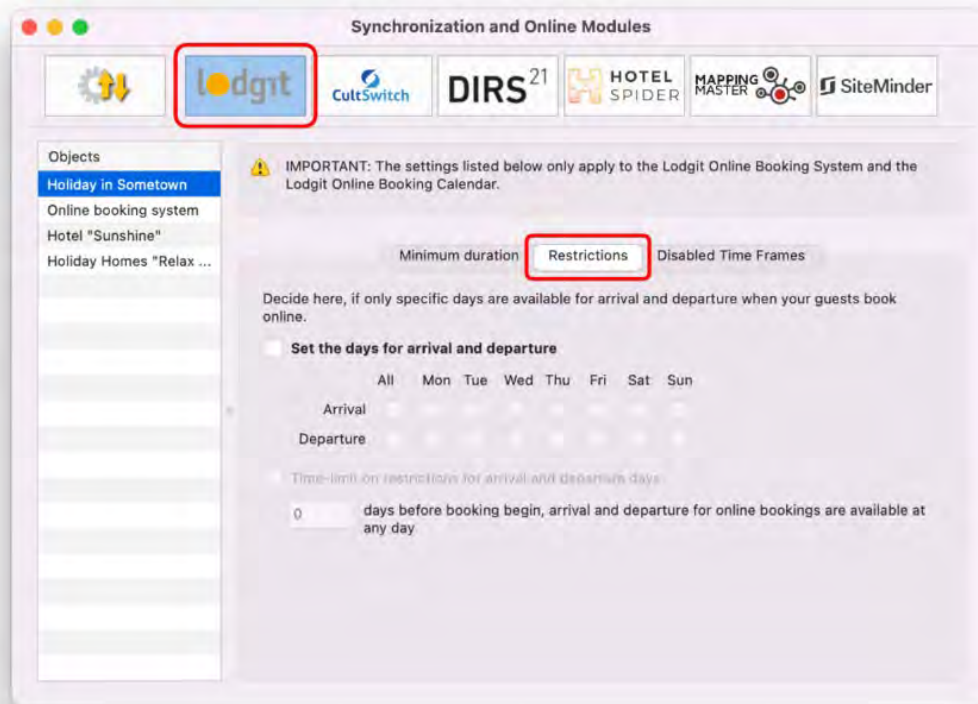 Synchronization and Online Modules
lodgit
CultSwitch
DIRS21
HOTEL
SPIDER
MAPPING
MASTER
SiteMinder
Objects
Holiday in Sometown
Online booking system
Hotel "Sunshine"
Holiday Homes "Relax ...
IMPORTANT: The settings listed below only apply to the Lodgit Online Booking System and the
Lodgit Online Booking Calendar.
Minimum duration Restrictions Disabled Time Frames
Decide here, if only specific days are available for arrival and departure when your guests book
online.
Set the days for arrival and departure
All Mon Tue Wed Thu Fri Sat Sun
Arrival
Departure
Time-limit on restrictions for arrival and departure days
0 days before booking begin, arrival and departure for online bookings are available at
any day